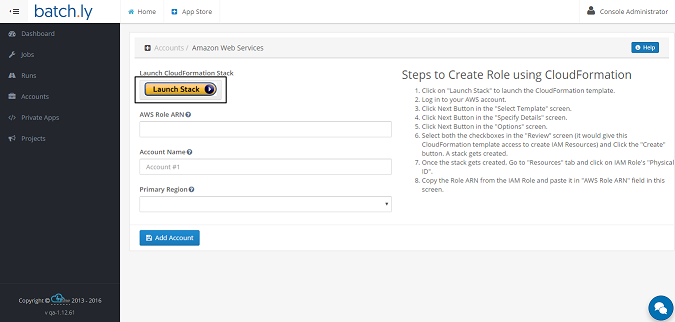 batch.ly
Home
App Store
Console Administrator
Dashboard
Jobs
Runs
Accounts
Private Apps
Projects
Accounts / Amazon Web Services
Help
Launch CloudFormation Stack
Launch Stack
AWS Role ARN
Account Name
Account #1
Primary Region
Add Account
Steps to Create Role using CloudFormation
1. Click on "Launch Stack" to launch the CloudFormation template.
2. Log in to your AWS account.
3. Click Next Button in the "Select Template" screen.
4. Click Next Button in the "Specify Details" screen.
5. Click Next Button in the "Options" screen.
6. Select both the checkboxes in the "Review" screen (it would give this
CloudFormation template access to create IAM Resources) and Click the "Create"
button. A stack gets created.
7. Once the stack gets created. Go to "Resources" tab and click on IAM Role's "Physical
ID".
8. Copy the Role ARN from the IAM Role and paste it in "AWS Role ARN" field in this
screen.
Copyright © 2013 - 2016
v qa-1.12.61